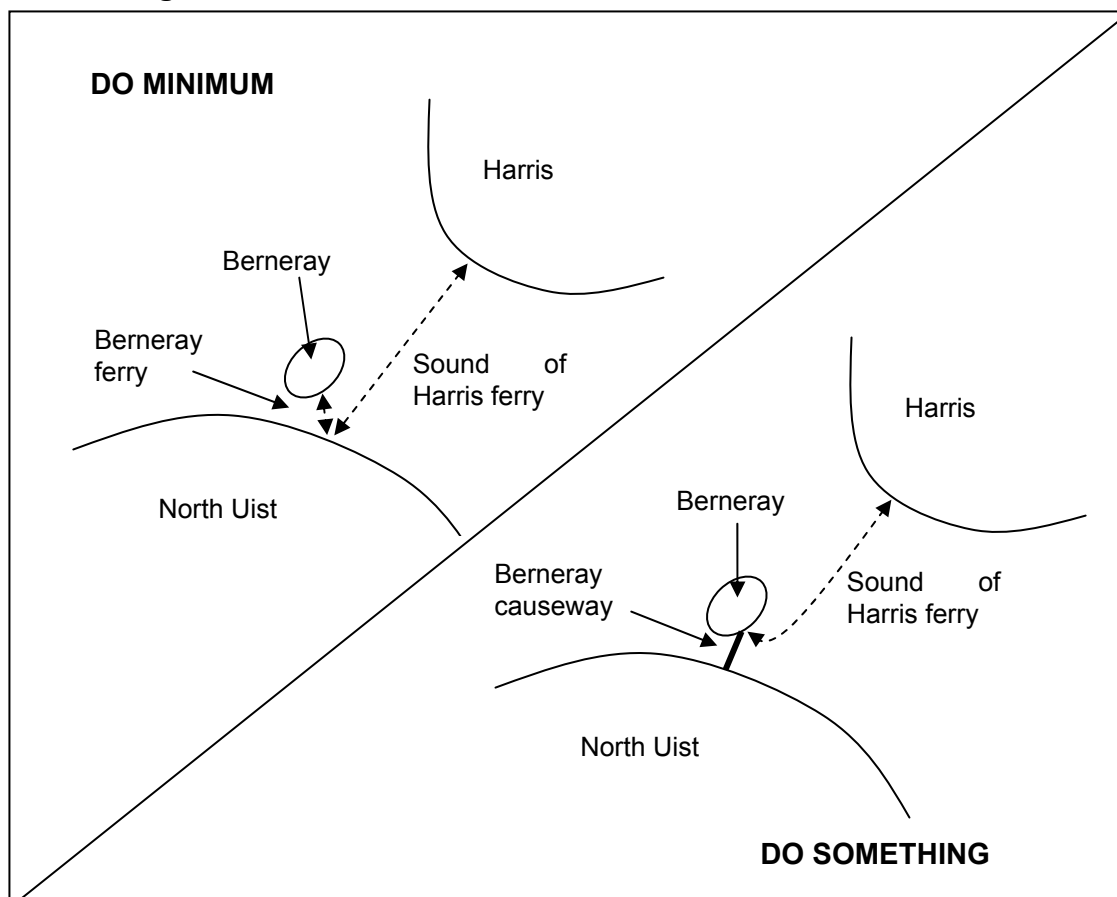 DO MINIMUM
Harris
Berneray
Berneray
ferry
Sound of
Harris ferry
North Uist
Harris
Berneray
Berneray
causeway
Sound of
Harris ferry
North Uist
DO SOMETHING